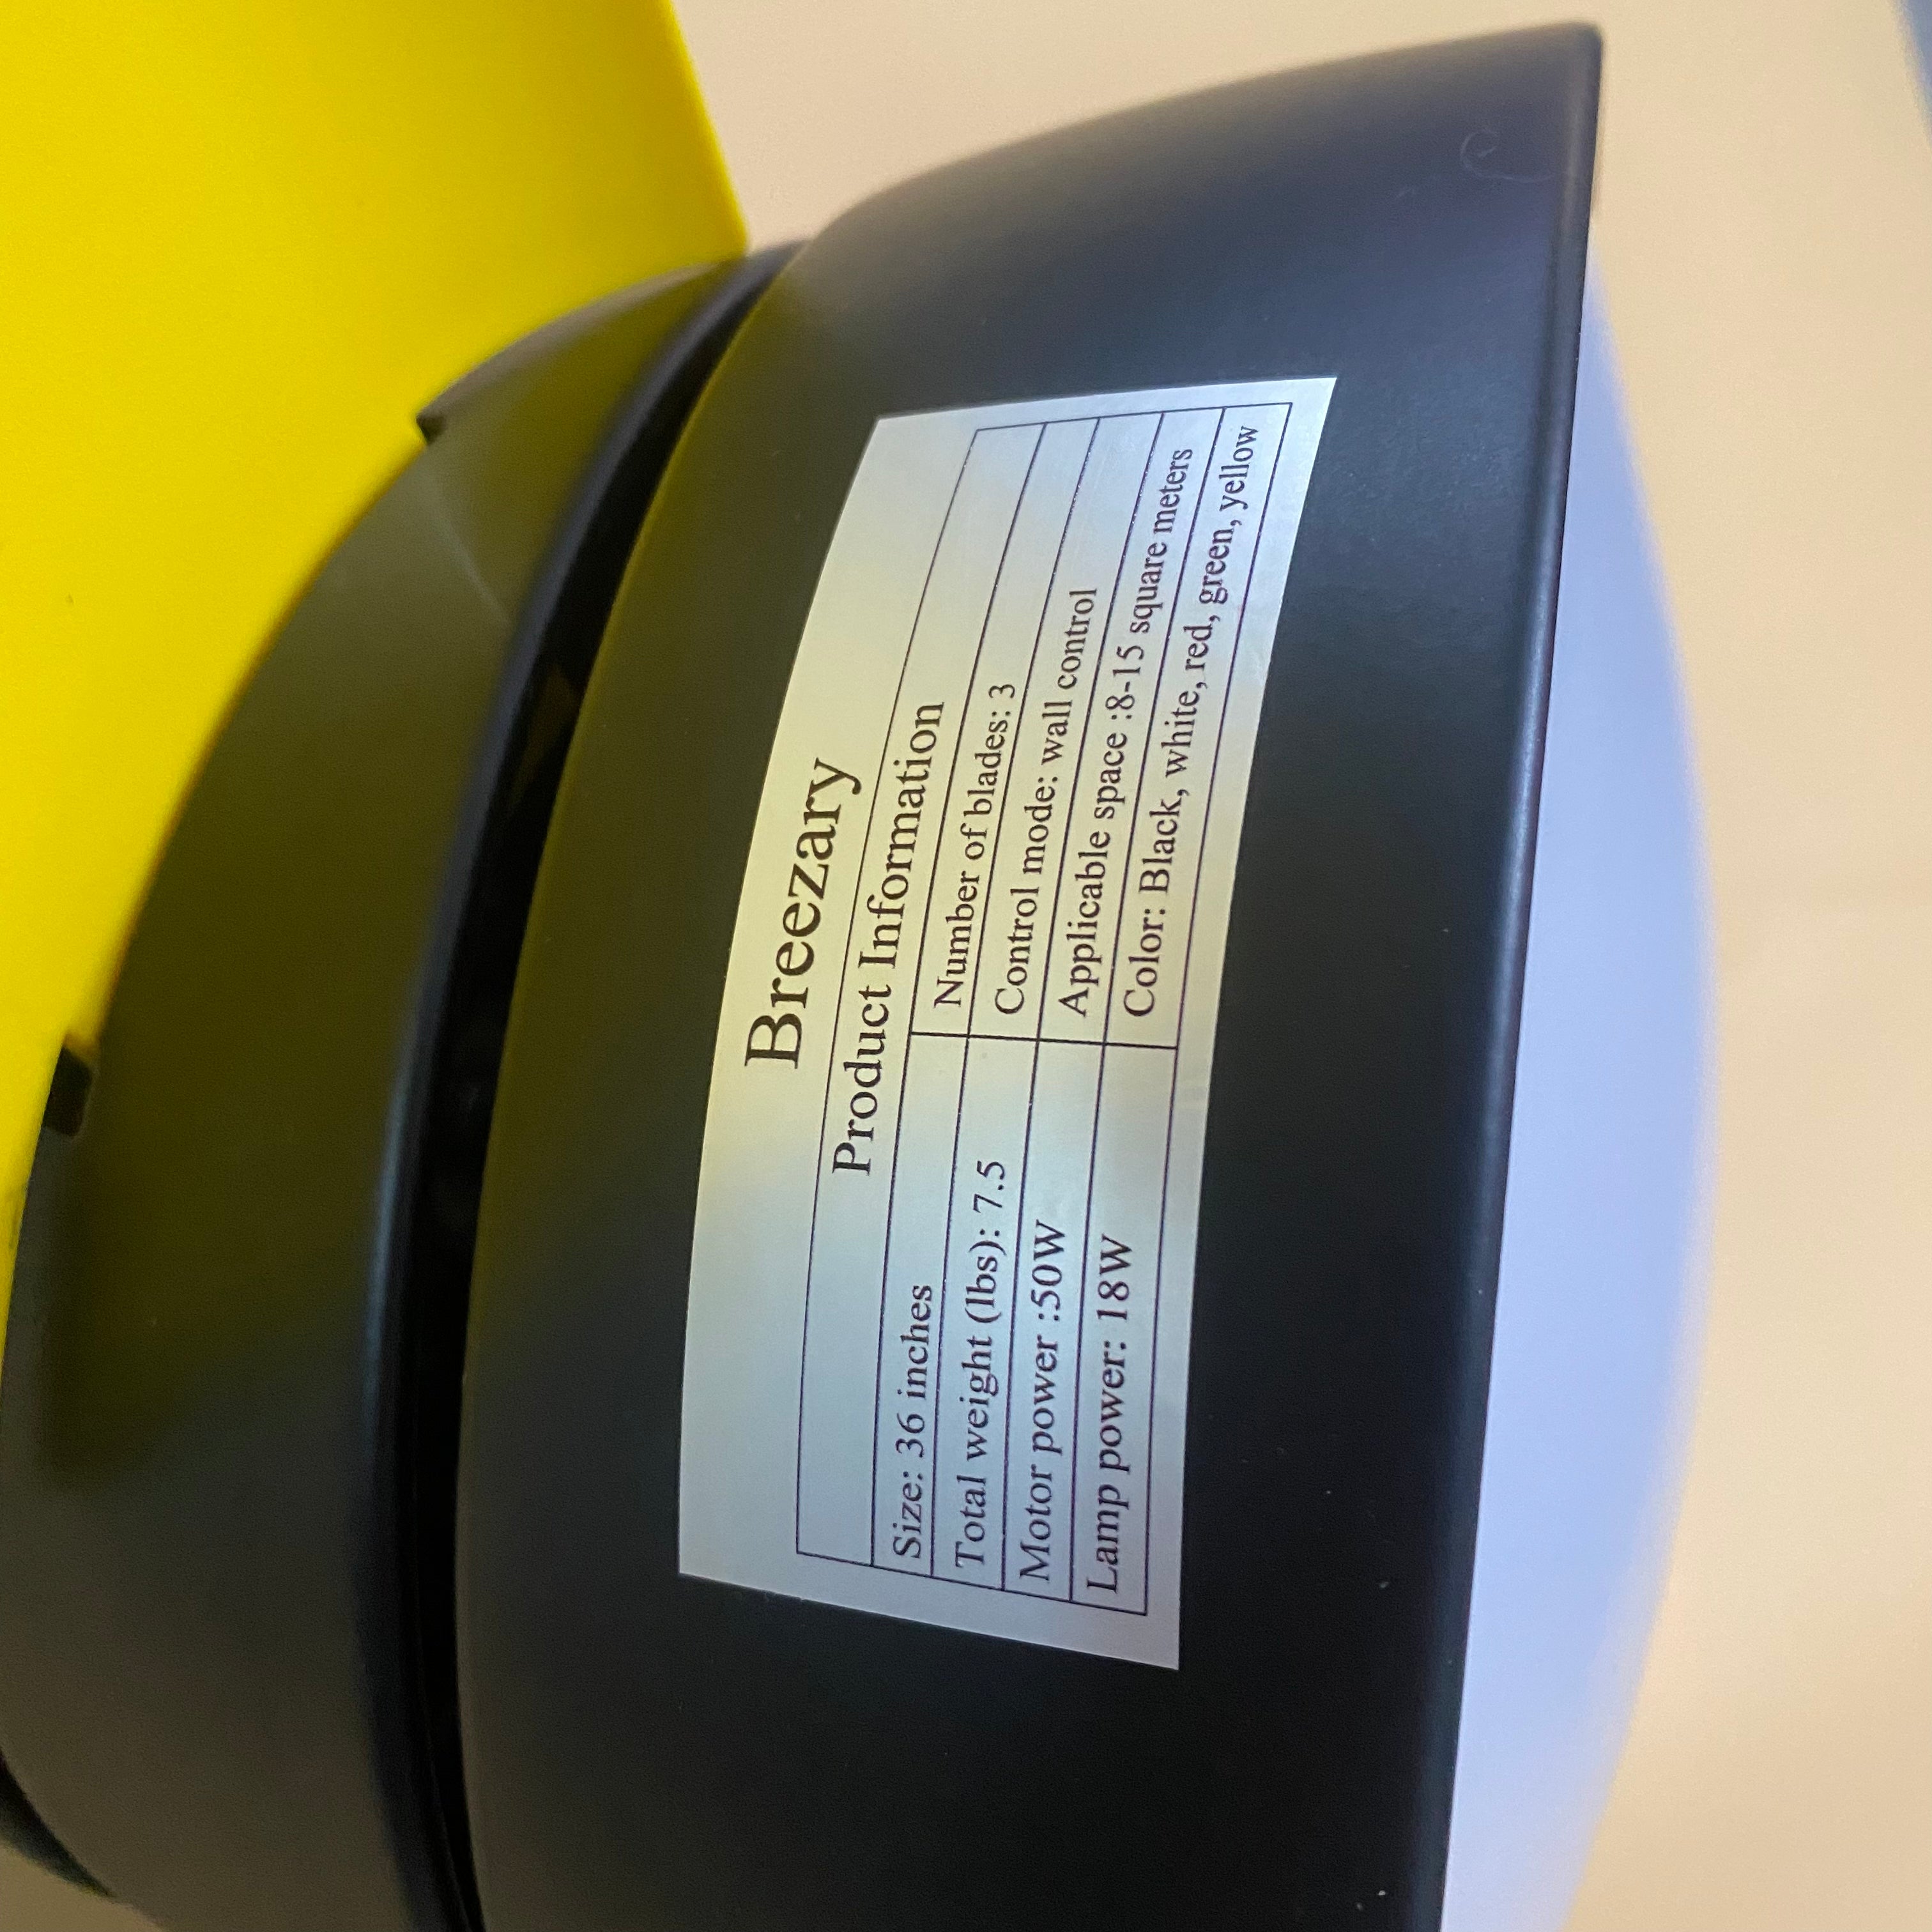 Breezary
Product Information
Size: 36 inches
Number of blades: 3
Total weight (lbs): 7.5
Control mode: wall control
Motor power :50W
Applicable space :8-15 square meters
Lamp power: 18W
Color: Black, white, red, green, yellow